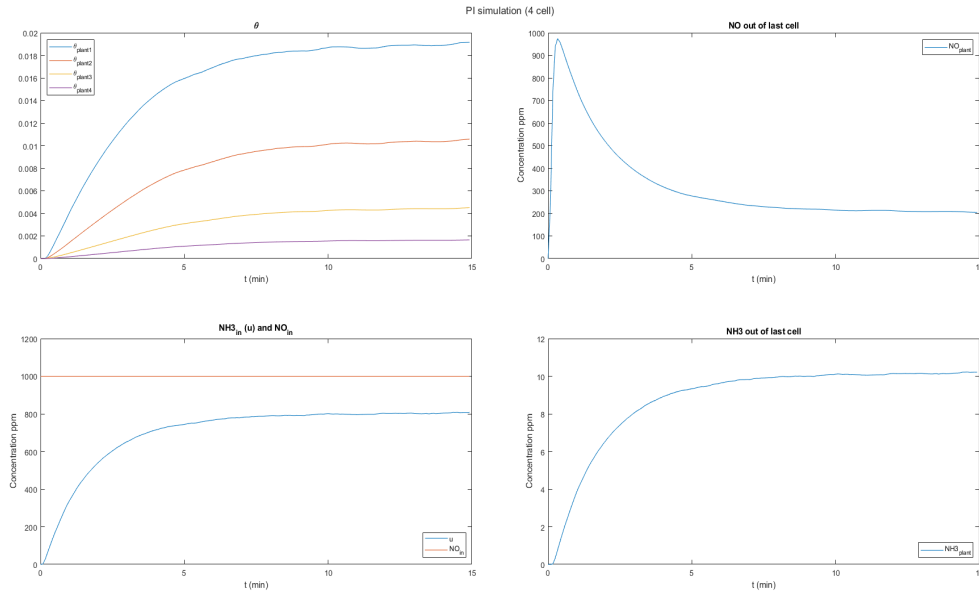 PI simulation (4 cell)
θ
0.02
0.018
0.016
0.014
0.012
0.01
0.008
0.006
0.004
0.002
0
θplant1
θplant2
θplant3
θplant4
0 5 10 15
t (min)
NO out of last cell
Concentration ppm
1000
900
800
700
600
500
400
300
200
100
0
NOplant
0 5 10 15
t (min)
NH3in (u) and NOin
Concentration ppm
1200
1000
800
600
400
200
0
u
NOin
0 5 10 15
t (min)
NH3 out of last cell
Concentration ppm
12
10
8
6
4
2
0
NH3plant
0 5 10 1
t (min)